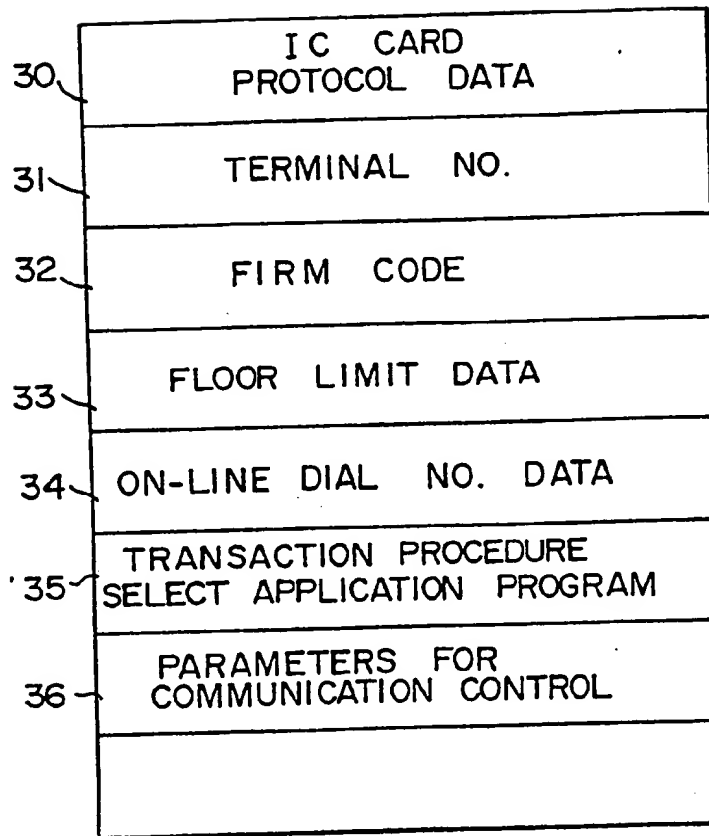 IC CARD
30 PROTOCOL DATA
31 TERMINAL NO.
32 FIRM CODE
33 FLOOR LIMIT DATA
34 ON-LINE DIAL NO. DATA
TRANSACTION PROCEDURE
35 SELECT APPLICATION PROGRAM
PARAMETERS FOR
36 COMMUNICATION CONTROL